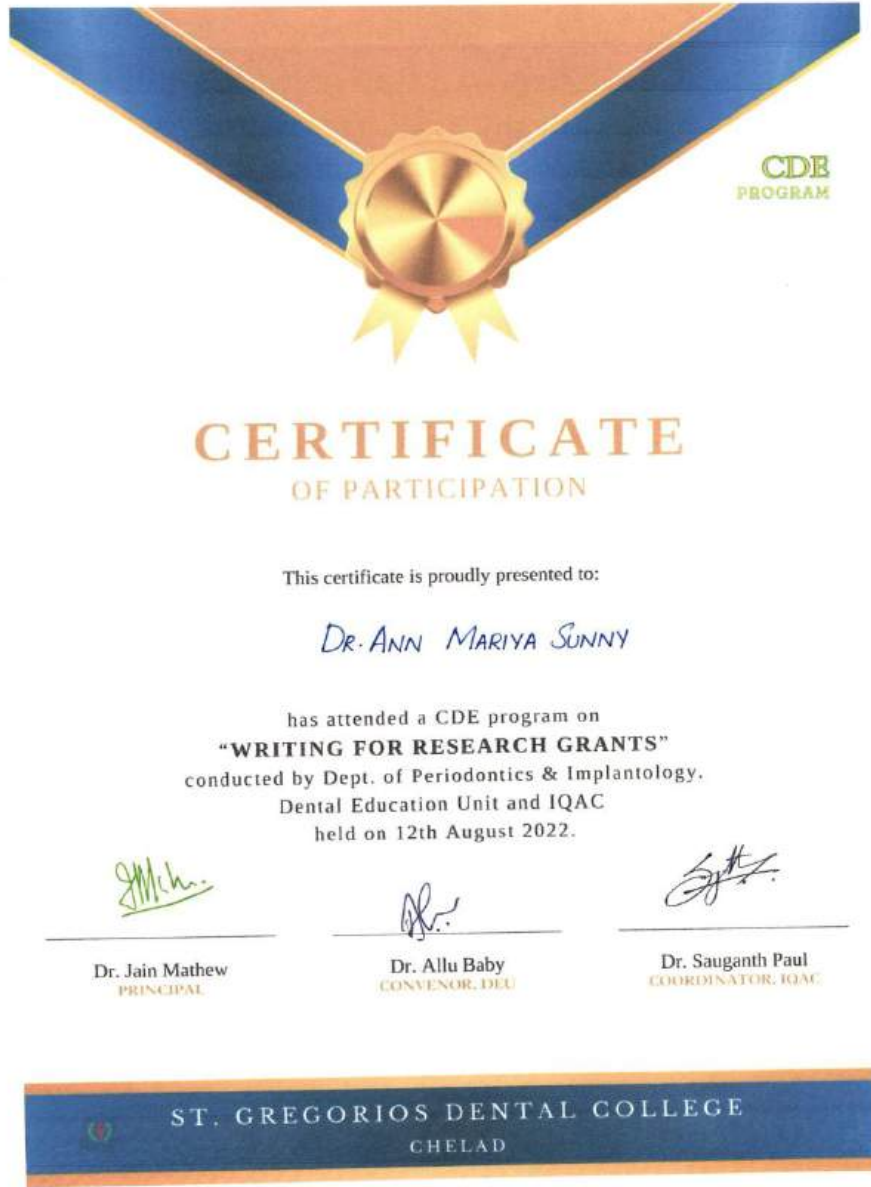 CDE
PROGRAM
CERTIFICATE
OF PARTICIPATION
This certificate is proudly presented to:
DR. ANN MARIYA SUNNY
has attended a CDE program on
"WRITING FOR RESEARCH GRANTS"
conducted by Dept. of Periodontics & Implantology,
Dental Education Unit and IQAC
held on 12th August 2022.
Dr. Jain Mathew
PRINCIPAL
Dr. Allu Baby
CONVENOR, DEU
Dr. Sauganth Paul
COORDINATOR, IQAC
ST. GREGORIOS DENTAL COLLEGE
CHELAD